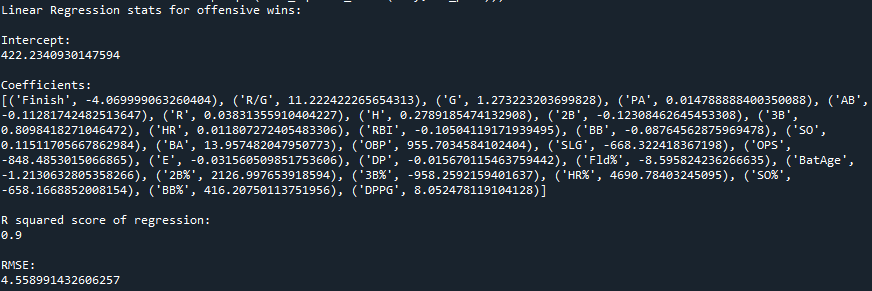 Linear Regression stats for offensive wins:
Intercept:
422.2340930147594
Coefficients:
[('Finish', -4.069999063260404), ('R/G', 11.222422265654313), ('G', 1.273223203699828), ('PA', 0.014788888400350088), ('AB',
-0.11281742482513647), ('R', 0.03831355910404227), ('H', 0.2789185474132908), ('2B', -0.12308462645453308), ('3B',
0.8098418271046472), ('HR', 0.011807272405483306), ('RBI', -0.10504119171939495), ('BB', -0.08764562875969478), ('SO',
0.11511705667862984), ('BA', 13.957482047950773), ('OBP', 955.7034584102404), ('SLG', -668.322418367198), ('OPS',
-848.4853015066865), ('E', -0.031560509851753606), ('DP', -0.015670115463759442), ('Fld%', -8.595824236266635), ('BatAge',
-1.2130632805358266), ('2B%', 2126.997653918594), ('3B%', -958.2592159401637), ('HR%', 4690.78403245095), ('SO%',
-658.1668852008154), ('BB%', 416.20750113751956), ('DPPG', 8.052478119104128)]
R squared score of regression:
0.9
RMSE:
4.558991432606257